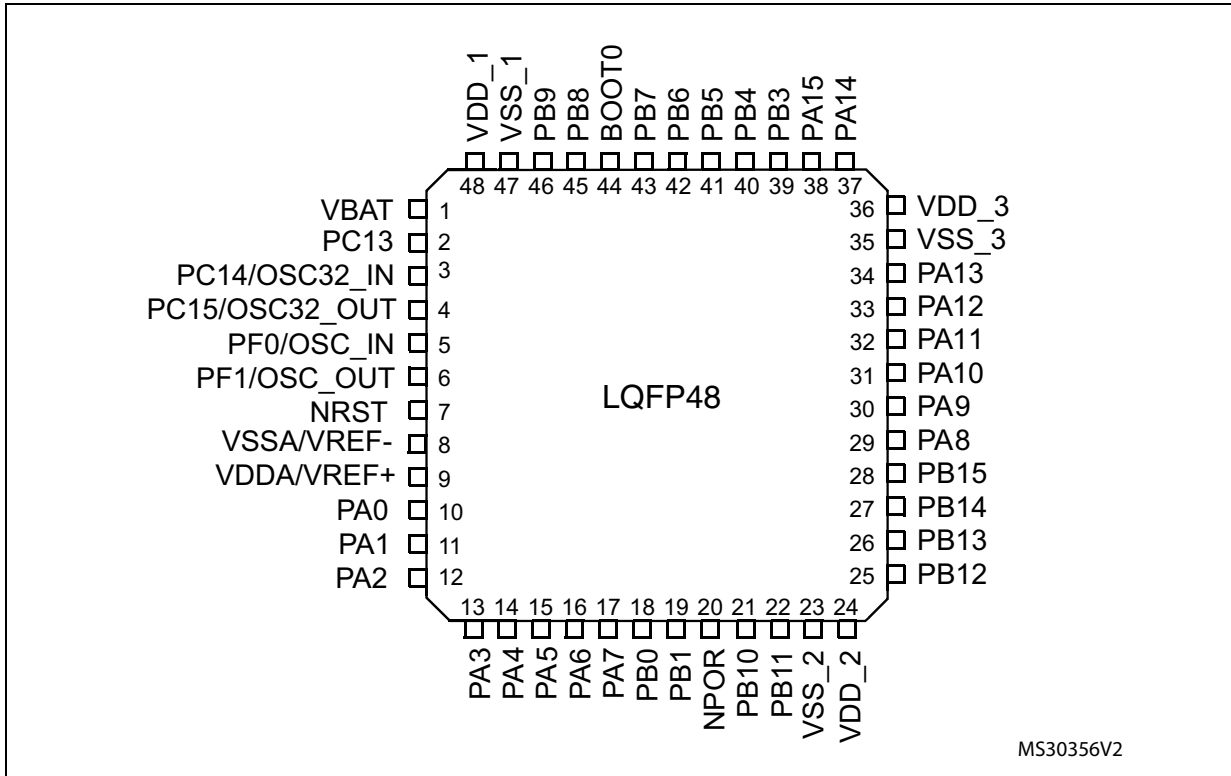 VDD_1
VSS_1
PB9
PB8
BOOT0
PB7
PB6
PB5
PB4
PB3
PA15
PA14
48 47 46 45 44 43 42 41 40 39 38 37
VBAT 1
PC13 2
PC14/OSC32_IN 3
PC15/OSC32_OUT 4
PF0/OSC_IN 5
PF1/OSC_OUT 6
NRST 7
VSSA/VREF- 8
VDDA/VREF+ 9
PA0 10
PA1 11
PA2 12
LQFP48
36 VDD_3
35 VSS_3
34 PA13
33 PA12
32 PA11
31 PA10
30 PA9
29 PA8
28 PB15
27 PB14
26 PB13
25 PB12
13 14 15 16 17 18 19 20 21 22 23 24
PA3
PA4
PA5
PA6
PA7
PB0
PB1
NPOR
PB10
PB11
VSS_2
VDD_2
MS30356V2